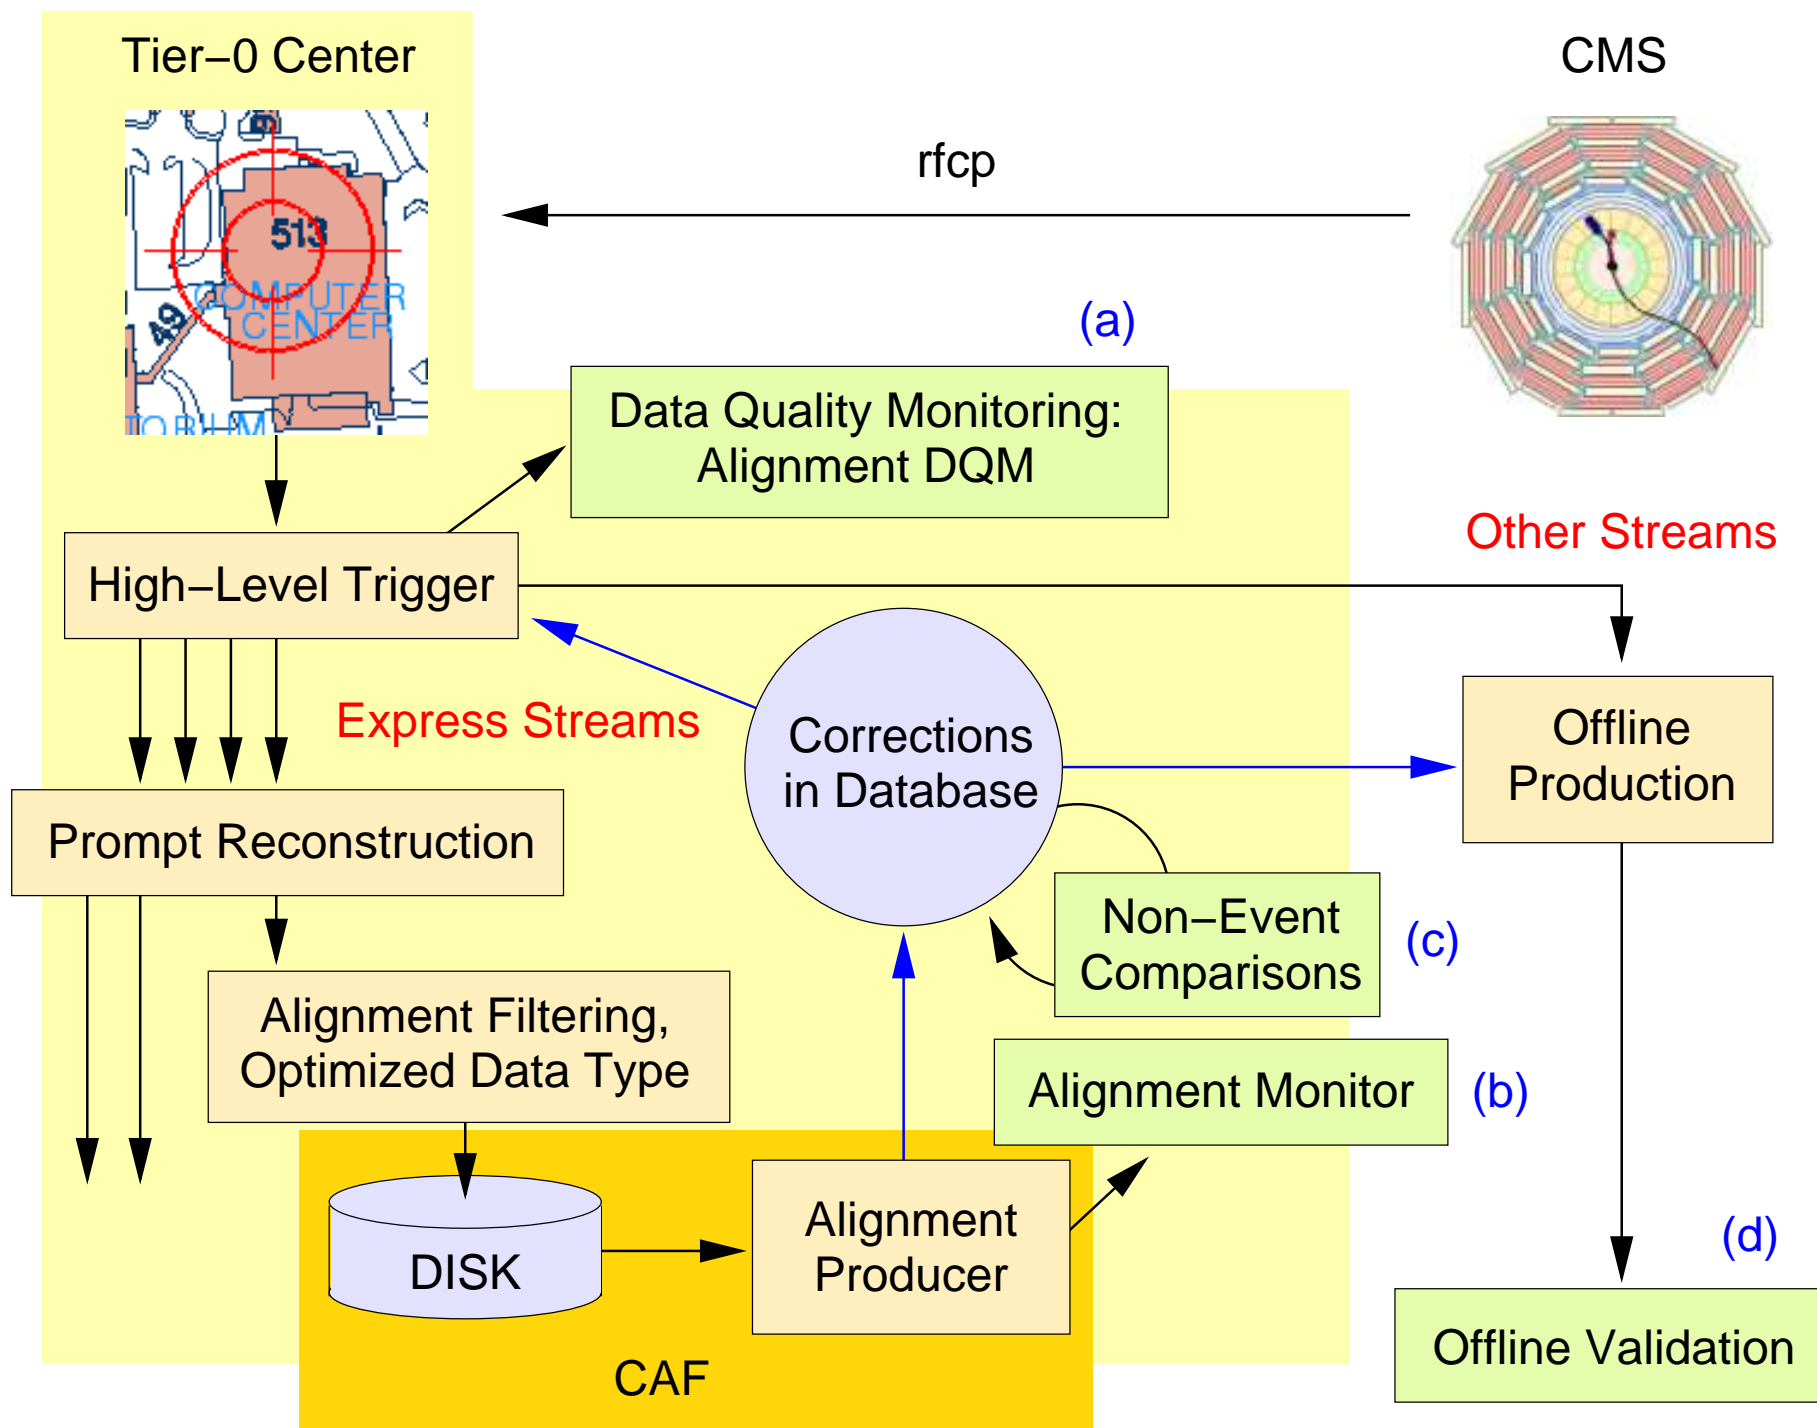 Tier−0 Center
CMS
rfcp
513
COMPUTER
CENTER
49
TORIUM
(a)
Data Quality Monitoring:
Alignment DQM
Other Streams
High−Level Trigger
Express Streams
Corrections
in Database
Offline
Production
Prompt Reconstruction
Non−Event
Comparisons
(c)
Alignment Filtering,
Optimized Data Type
Alignment Monitor
(b)
Alignment
Producer
DISK
(d)
Offline Validation
CAF